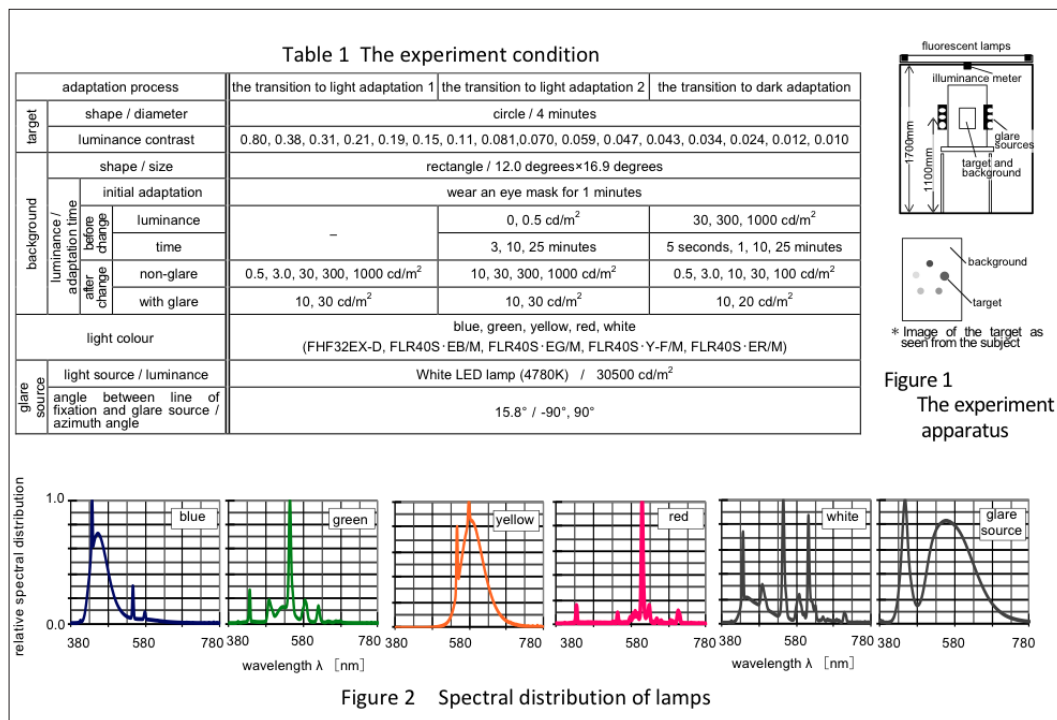 Table 1 The experiment condition
adaptation process the transition to light adaptation 1 the transition to light adaptation 2 the transition to dark adaptation
target
shape / diameter circle / 4 minutes
luminance contrast 0.80, 0.38, 0.31, 0.21, 0.19, 0.15, 0.11, 0.081,0.070, 0.059, 0.047, 0.043, 0.034, 0.024, 0.012, 0.010
background
shape / size rectangle / 12.0 degrees×16.9 degrees
luminance / adaptation time
initial adaptation wear an eye mask for 1 minutes
before change
luminance – 0, 0.5 cd/m² 30, 300, 1000 cd/m²
time 3, 10, 25 minutes 5 seconds, 1, 10, 25 minutes
after change
non-glare 0.5, 3.0, 30, 300, 1000 cd/m² 10, 30, 300, 1000 cd/m² 0.5, 3.0, 10, 30, 100 cd/m²
with glare 10, 30 cd/m² 10, 30 cd/m² 10, 20 cd/m²
light colour blue, green, yellow, red, white
(FHF32EX-D, FLR40S·EB/M, FLR40S·EG/M, FLR40S·Y-F/M, FLR40S·ER/M)
glare source
light source / luminance White LED lamp (4780K) / 30500 cd/m²
angle between line of
fixation and glare source /
azimuth angle
15.8° / -90°, 90°
fluorescent lamps
illuminance meter
glare
sources
target and
background
1700mm
1100mm
background
target
＊Image of the target as
seen from the subject
Figure 1
The experiment
apparatus
relative spectral distribution
1.0
0.0
blue
380 580 780
green
380 580 780
yellow
380 580 780
red
380 580 780
white
380 580 780
glare
source
380 580 780
wavelength λ ［nm］
wavelength λ ［nm］
Figure 2 Spectral distribution of lamps